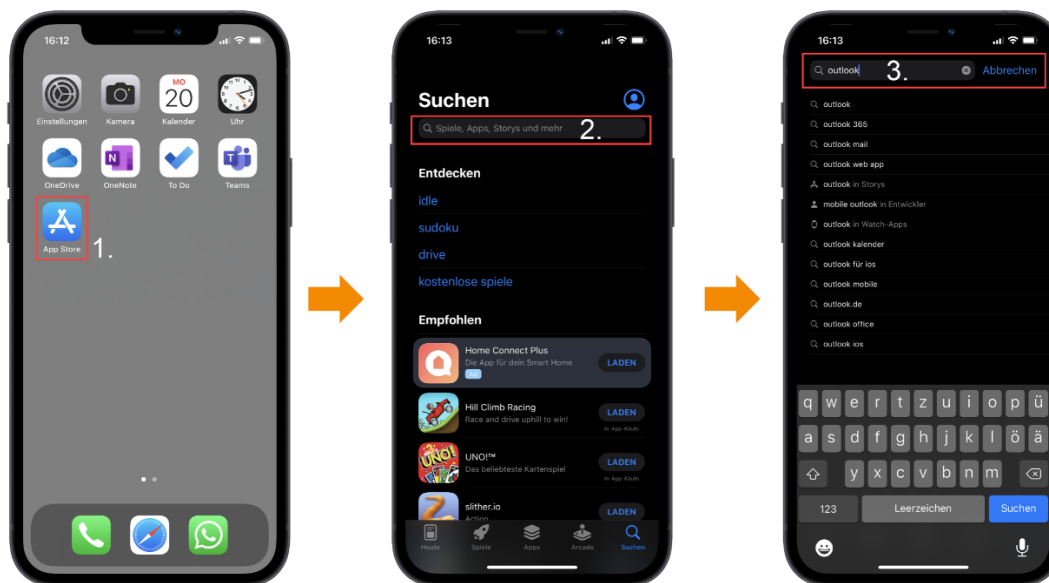 16:12
MO
20
Einstellungen Kamera Kalender Uhr
N
OneDrive OneNote To Do Teams
App Store
1.
16:13
Suchen
Spiele, Apps, Storys und mehr
2.
Entdecken
idle
sudoku
drive
kostenlose spiele
Empfohlen
Home Connect Plus
Die App für dein Smart Home
Ad
LADEN
Hill Climb Racing
Race and drive uphill to win!
LADEN
In-App-Käufe
UNO!™
Das beliebteste Kartenspiel
LADEN
In-App-Käufe
UNO!
slither.io
Action
LADEN
Heute Spiele Apps Arcade Suchen
16:13
outlook
3.
Abbrechen
outlook
outlook 365
outlook mail
outlook web app
outlook in Storys
mobile outlook in Entwickler
outlook in Watch-Apps
outlook kalender
outlook für ios
outlook mobile
outlook.de
outlook office
outlook ios
q w e r t z u i o p ü
a s d f g h j k l ö ä
y x c v b n m
123 Leerzeichen Suchen